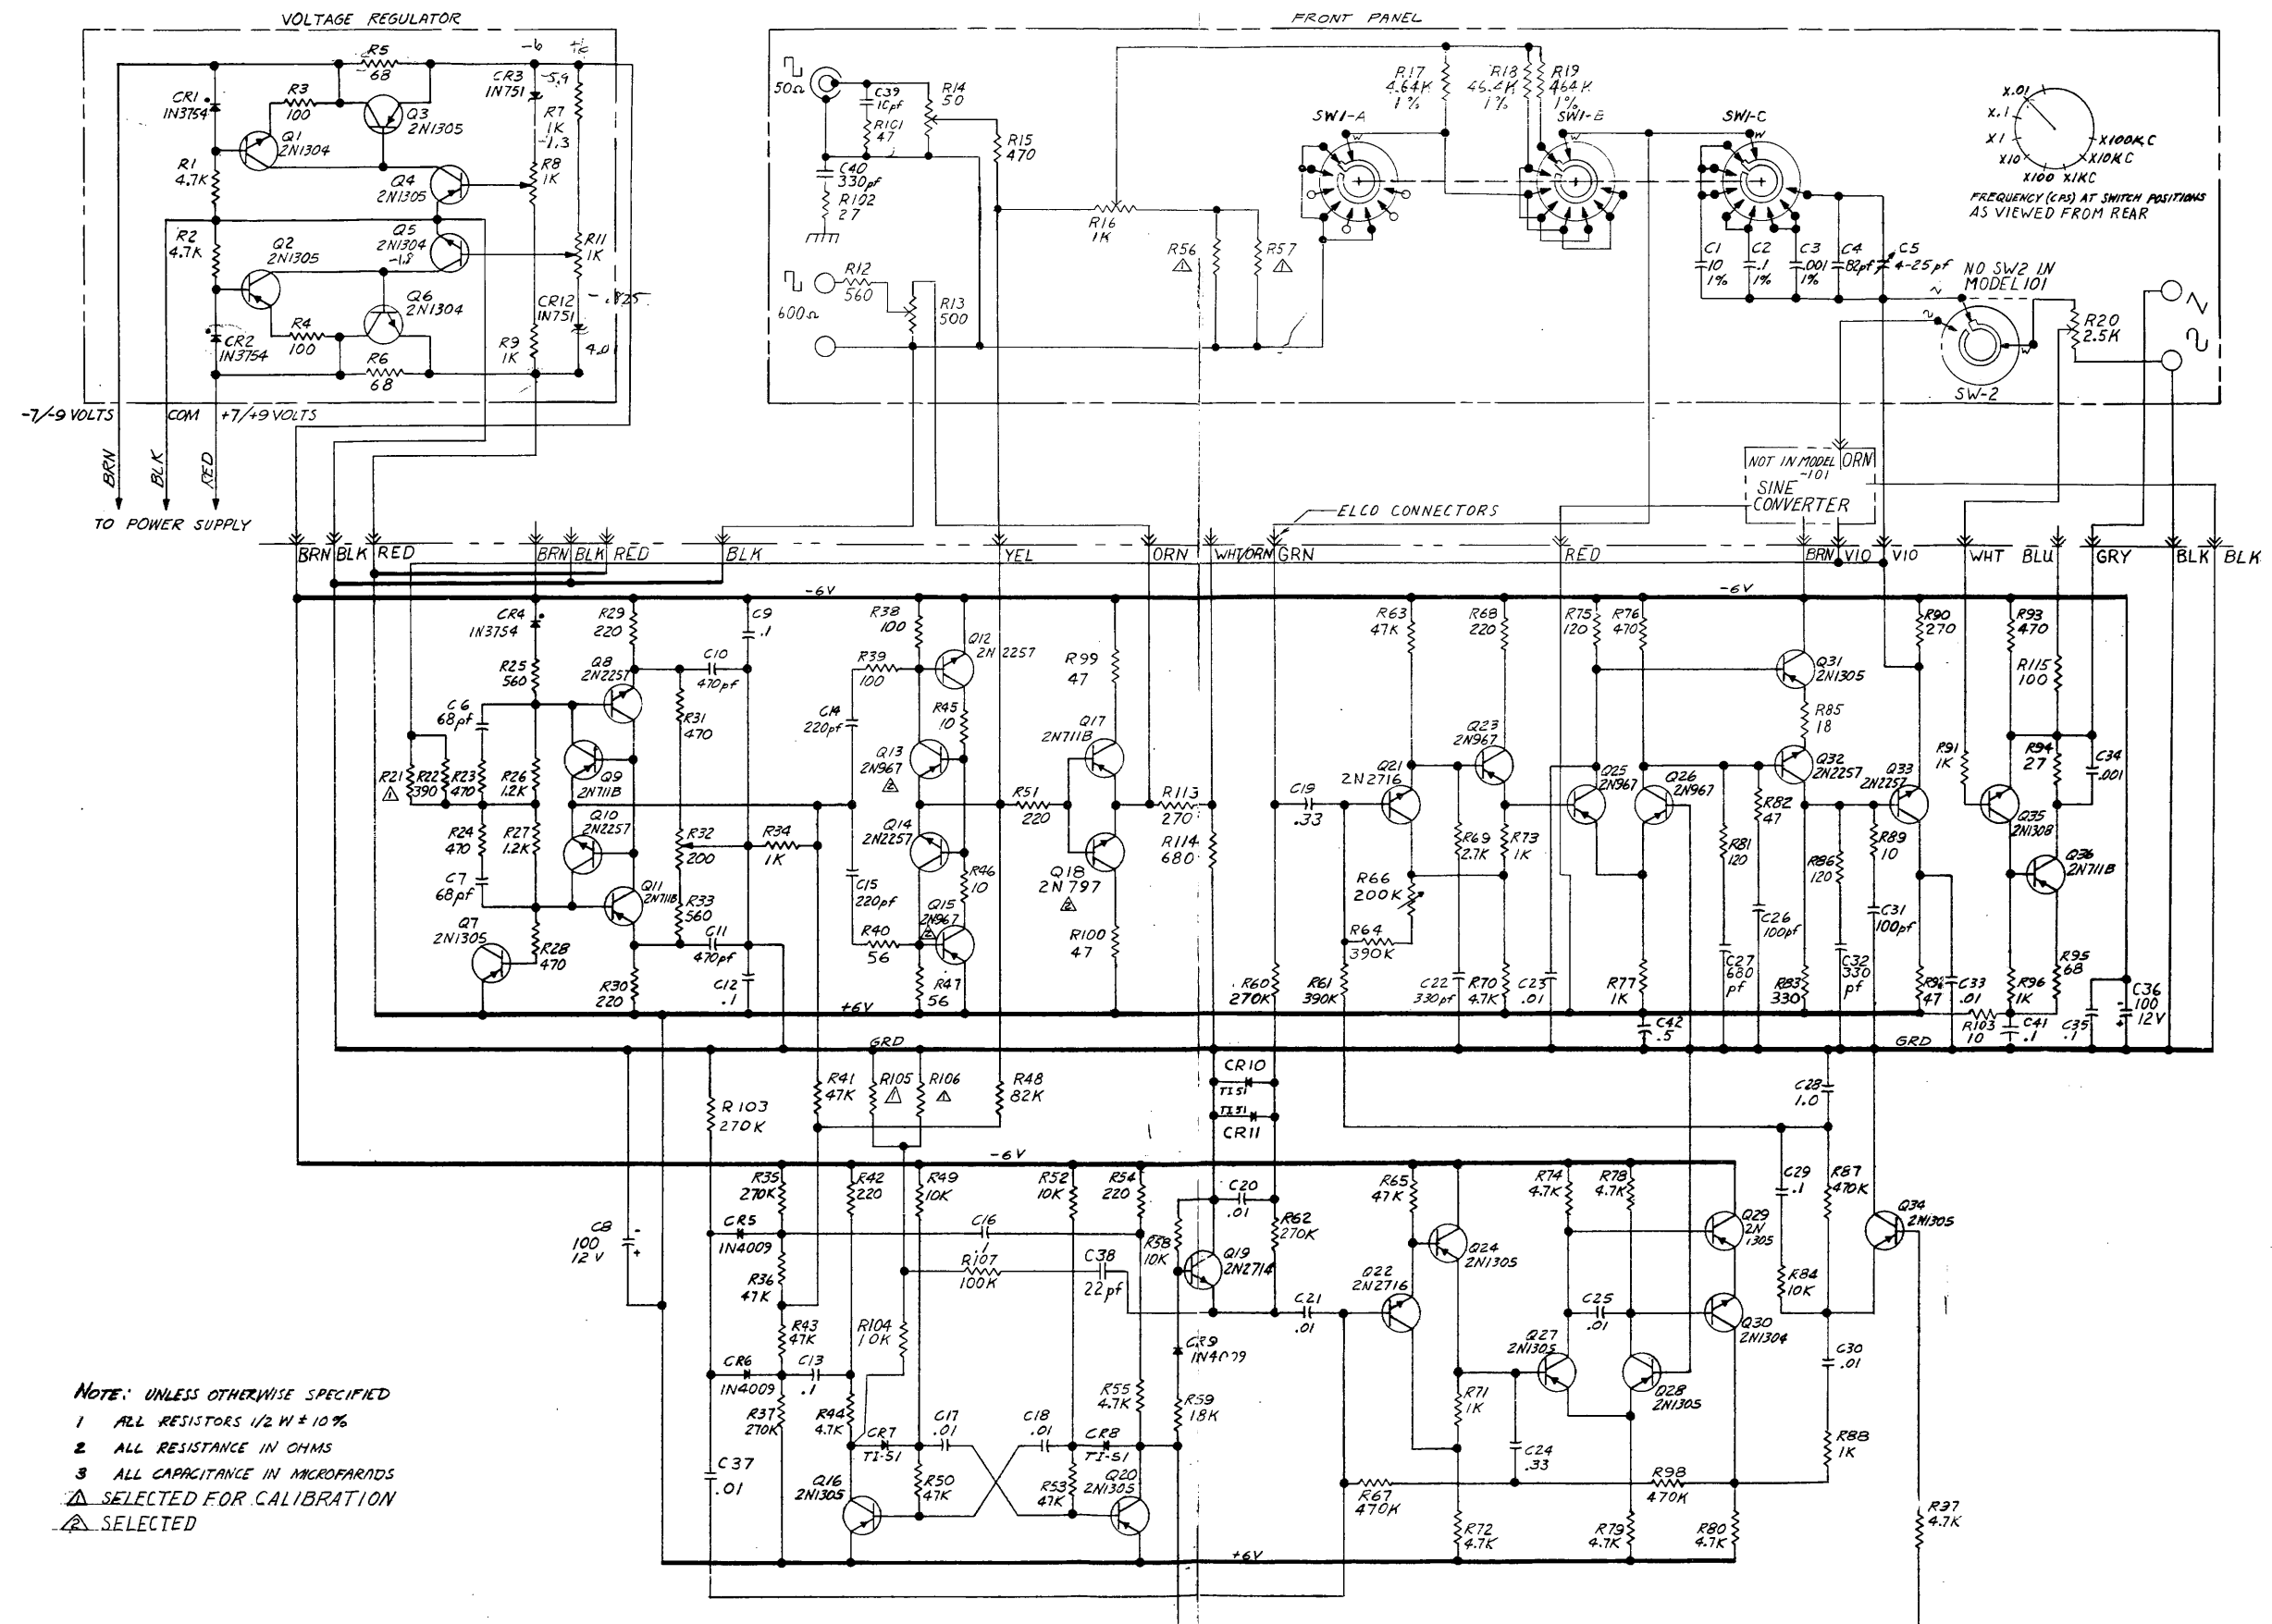 VOLTAGE REGULATOR
R5
68
-6
-5.9
CR3
1N751
CR1
1N3754
R3
100
Q3
2N1305
R7
1K
-1.3
Q1
2N1304
R1
4.7K
R8
1K
Q4
2N1305
R2
4.7K
Q2
2N1305
Q5
2N1304
-1.8
R11
1K
Q6
2N1304
CR12
1N751
R4
100
CR2
1N3754
R9
1K
R6
68
-7/-9 VOLTS
COM
+7/+9 VOLTS
BRN
BLK
RED
TO POWER SUPPLY
FRONT PANEL
50Ω
C39
10pf
R14
50
R101
47
R15
470
C40
330pf
R102
27
R16
1K
R12
560
R13
500
600Ω
R56
1
R57
1
R17
4.64K
1%
R18
46.4K
1%
R19
464K
1%
SW1-A
SW1-B
SW1-C
W
W
W
C1
10
1%
C2
.1
1%
C3
.001
1%
C4
82pf
C5
4-25pf
X.01
X.1
X1
X10
X100
X1KC
X10KC
X100KC
FREQUENCY (CPS) AT SWITCH POSITIONS
AS VIEWED FROM REAR
NO SW2 IN
MODEL 101
W
SW-2
R20
2.5K
NOT IN MODEL
-101
ORN
SINE
CONVERTER
ELCO CONNECTORS
BRN
BLK
RED
BRN
BLK
RED
BLK
YEL
ORN
WHT/ORN
GRN
RED
BRN
VIO
VIO
WHT
BLU
GRY
BLK
BLK
-6V
-6V
CR4
1N3754
R29
220
C9
.1
R25
560
Q8
2N2257
C10
470pf
C6
68pf
R31
470
R21
1
R22
390
R23
470
R26
1.2K
Q9
2N711B
Q10
2N2257
R24
470
R27
1.2K
R32
200
R34
1K
C7
68pf
Q11
2N711B
R33
560
Q7
2N1305
R28
470
C11
470pf
R30
220
C12
.1
R38
100
Q12
2N2257
R39
100
R99
47
C14
220pf
R45
10
Q17
2N711B
Q13
2N967
2
R51
220
R113
270
Q14
2N2257
R114
680
C15
220pf
R46
10
Q18
2N797
2
Q15
2N967
2
R40
56
R47
56
R100
47
+6V
GRD
R63
47K
R68
220
R75
120
R76
470
Q23
2N967
Q21
2N2716
C19
.33
Q25
2N967
Q26
2N967
R69
2.7K
R73
1K
R66
200K
R64
390K
R60
270K
R61
390K
C22
330pf
R70
4.7K
C23
.01
R77
1K
C42
.5
Q31
2N1305
R85
18
Q32
2N2257
R82
47
R81
120
R86
120
C26
100pf
C27
680
pf
R83
330
C32
330
pf
R90
270
Q33
2N2257
R89
10
C31
100pf
47
C33
.01
R91
1K
R93
470
R115
100
R94
27
C34
.001
Q35
2N1308
Q36
2N711B
R95
68
R96
1K
R103
10
C41
.1
C35
.1
C36
100
12V
GRD
R103
270K
R41
47K
R105
1
R106
1
R48
82K
CR10
TI51
TI51
CR11
C28
1.0
-6V
C8
100
12V
R35
270K
R42
220
R49
10K
R52
10K
R54
220
C20
.01
CR5
1N4009
C16
.1
R58
10K
R62
270K
R107
100K
C38
22pf
Q19
2N2714
R36
47K
C21
.01
R43
47K
R104
10K
CR6
1N4009
C13
.1
CR9
1N4009
R37
270K
R44
4.7K
R55
4.7K
R59
18K
CR7
TI-51
C17
.01
C18
.01
CR8
TI-51
C37
.01
Q16
2N1305
R50
47K
R53
47K
Q20
2N1305
+6V
R65
47K
Q24
2N1305
Q22
2N2716
R74
4.7K
R78
4.7K
Q29
2N
1305
C25
.01
Q30
2N1304
Q27
2N1305
Q28
2N1305
R71
1K
C24
.33
R67
470K
R98
470K
R72
4.7K
R79
4.7K
R80
4.7K
C29
.1
R87
470K
R84
10K
Q34
2N1305
C30
.01
R88
1K
R97
4.7K
NOTE: UNLESS OTHERWISE SPECIFIED
1 ALL RESISTORS 1/2 W ± 10%
2 ALL RESISTANCE IN OHMS
3 ALL CAPACITANCE IN MICROFARADS
1 SELECTED FOR CALIBRATION
2 SELECTED